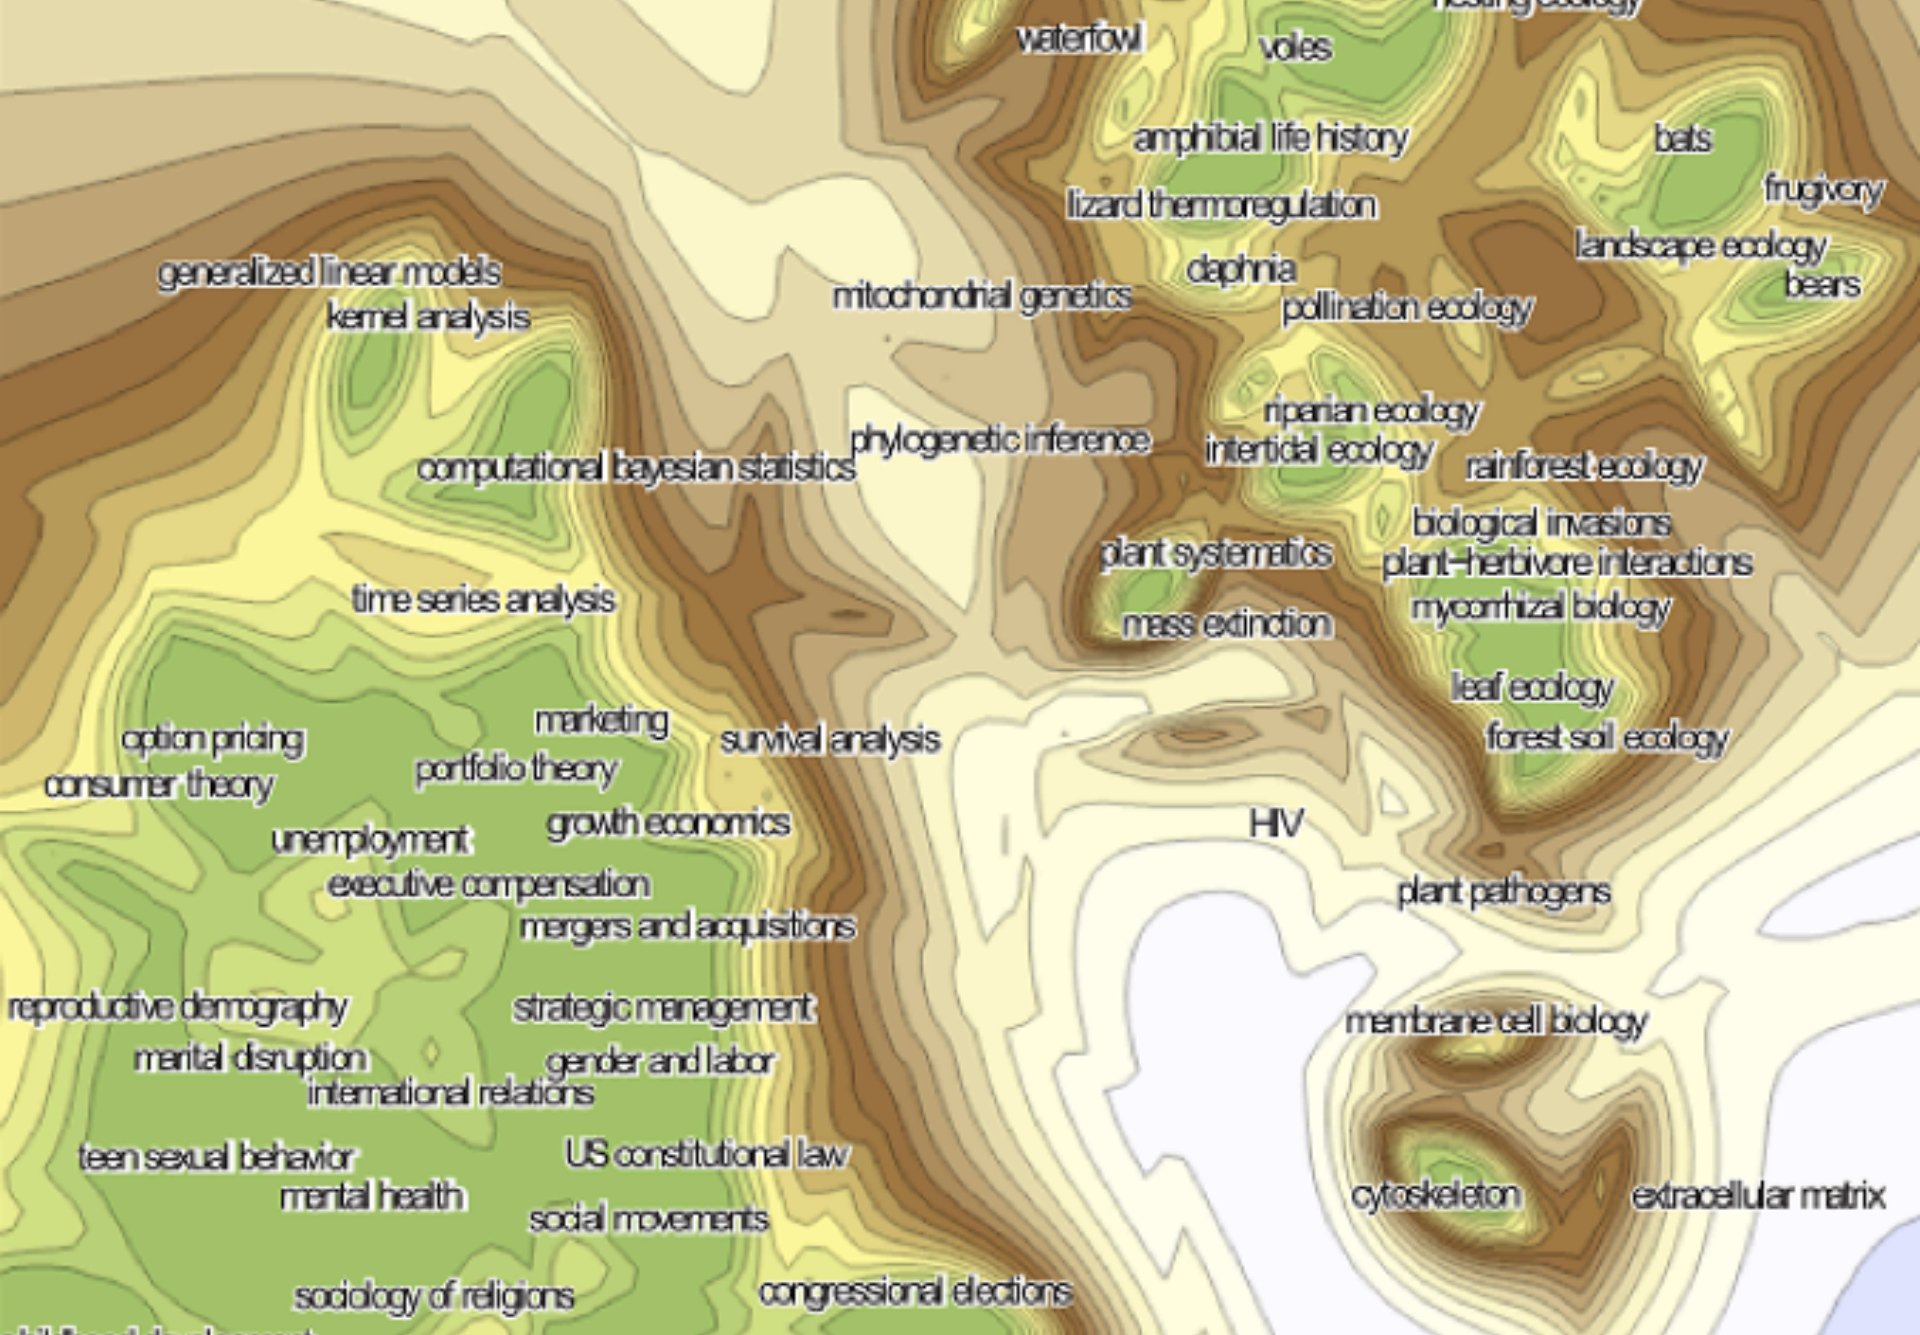 nesting ecology
waterfowl
voles
amphibial life history
bats
frugivory
lizard thermoregulation
landscape ecology
daphnia
bears
generalized linear models
mitochondrial genetics
pollination ecology
kernel analysis
riparian ecology
phylogenetic inference
intertidal ecology
computational bayesian statistics
rainforest ecology
biological invasions
plant systematics
plant-herbivore interactions
time series analysis
mycorrhizal biology
mass extinction
leaf ecology
marketing
option pricing
survival analysis
forest soil ecology
portfolio theory
consumer theory
growth economics
HIV
unemployment
executive compensation
plant pathogens
mergers and acquisitions
reproductive demography
strategic management
membrane cell biology
marital disruption
gender and labor
international relations
teen sexual behavior
US constitutional law
mental health
cytoskeleton
extracellular matrix
social movements
sociology of religions
congressional elections